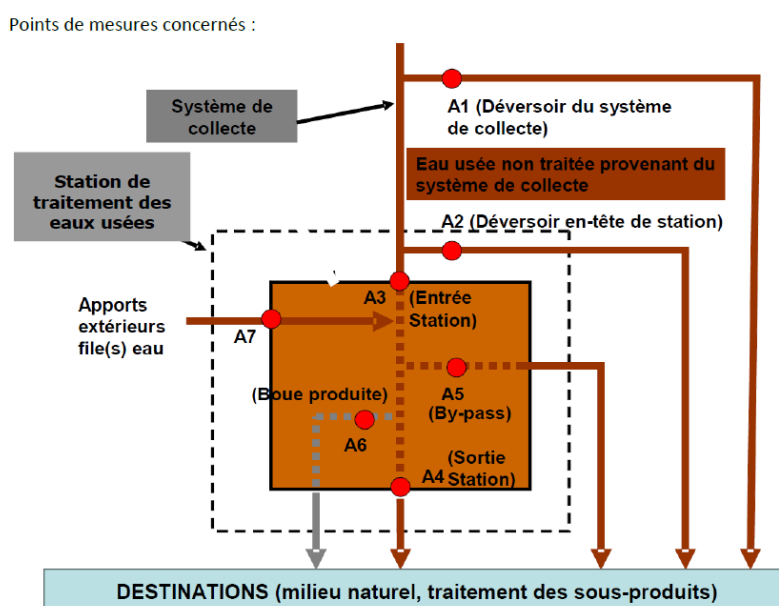 Points de mesures concernés :
Système de
collecte
A1 (Déversoir du système
de collecte)
Eau usée non traitée provenant du
système de collecte
Station de
traitement des
eaux usées
A2 (Déversoir en-tête de station)
A3
(Entrée
Station)
Apports
extérieurs
file(s) eau
A7
(Boue produite)
A6
A5
(By-pass)
(Sortie
A4 Station)
DESTINATIONS (milieu naturel, traitement des sous-produits)